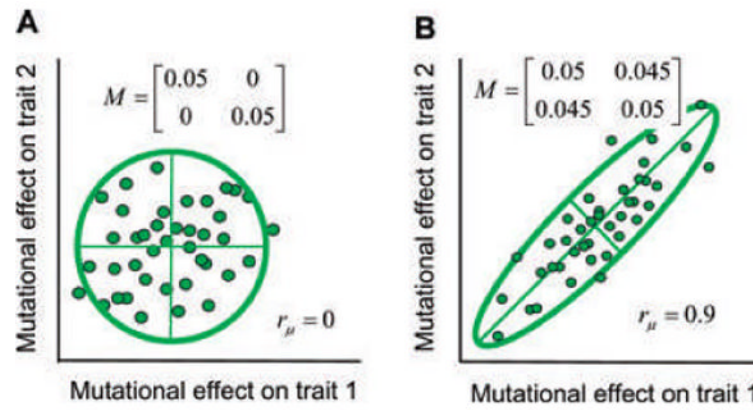 A
Mutational effect on trait 2
M = [0.05 0
0 0.05]
r_μ = 0
Mutational effect on trait 1
B
Mutational effect on trait 2
M = [0.05 0.045
0.045 0.05]
r_μ = 0.9
Mutational effect on trait 1